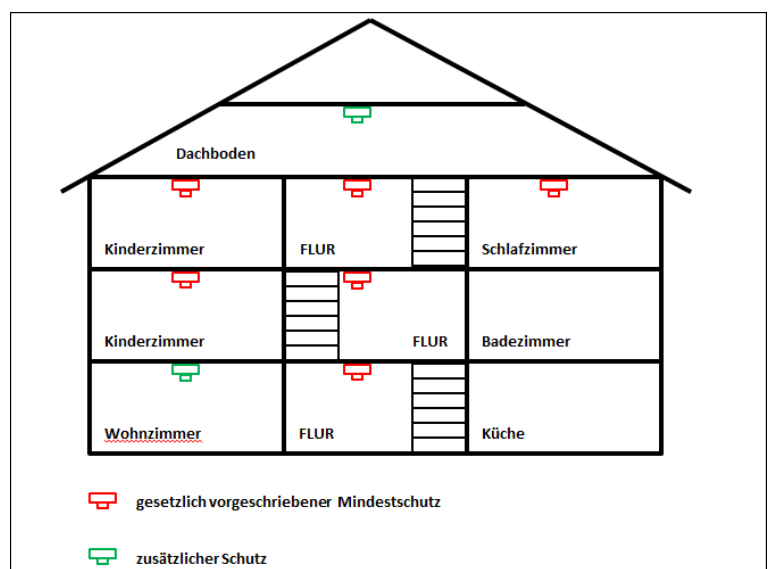 Dachboden
Kinderzimmer FLUR Schlafzimmer
Kinderzimmer FLUR Badezimmer
Wohnzimmer FLUR Küche
gesetzlich vorgeschriebener Mindestschutz
zusätzlicher Schutz